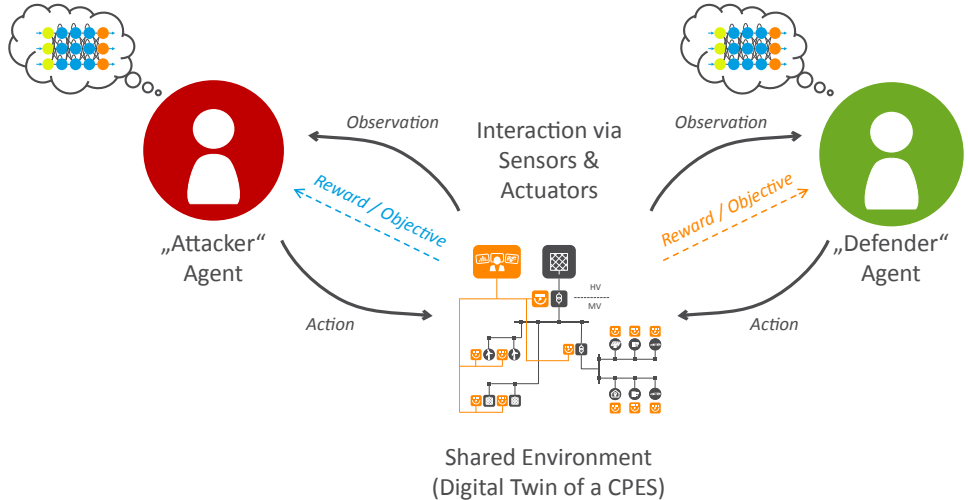 Observation
Interaction via
Sensors &
Actuators
Observation
Reward / Objective
Reward / Objective
„Attacker“
Agent
„Defender“
Agent
HV
MV
Action
Action
Shared Environment
(Digital Twin of a CPES)